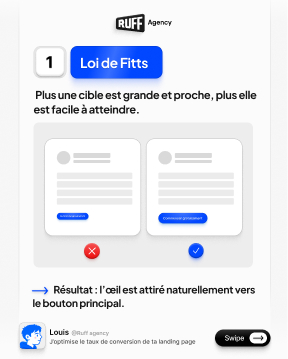 RUFF Agency
1 Loi de Fitts
Plus une cible est grande et proche, plus elle
est facile à atteindre.
→ Résultat : l’œil est attiré naturellement vers
le bouton principal.
Louis @Ruff agency
J'optimise le taux de conversion de ta landing page
Swipe →